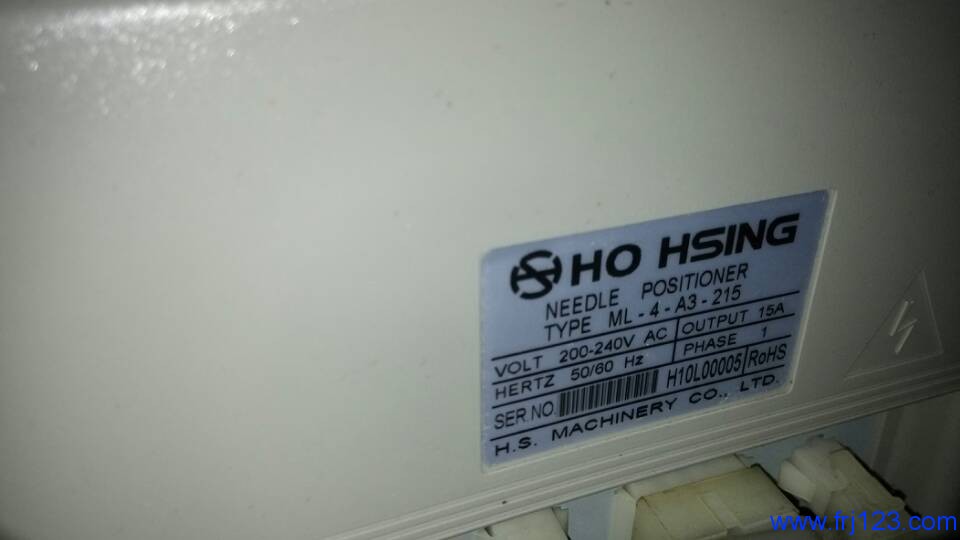 HO HSING
NEEDLE POSITIONER
TYPE ML-4-A3-215
VOLT 200-240V AC OUTPUT 15A
HERTZ 50/60 Hz PHASE 1
SER.NO. H10L00005 RoHS
H.S. MACHINERY CO., LTD.
www.frj123.com